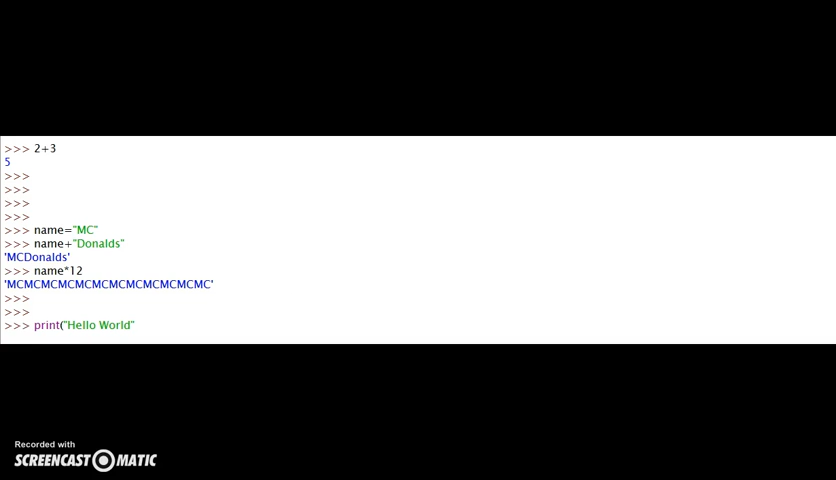 >>> 2+3
5
>>>
>>>
>>>
>>>
>>> name="MC"
>>> name+"Donalds"
'MCDonalds'
>>> name*12
'MCMCMCMCMCMCMCMCMCMCMCMC'
>>>
>>>
>>> print("Hello World"
Recorded with
SCREENCAST MATIC